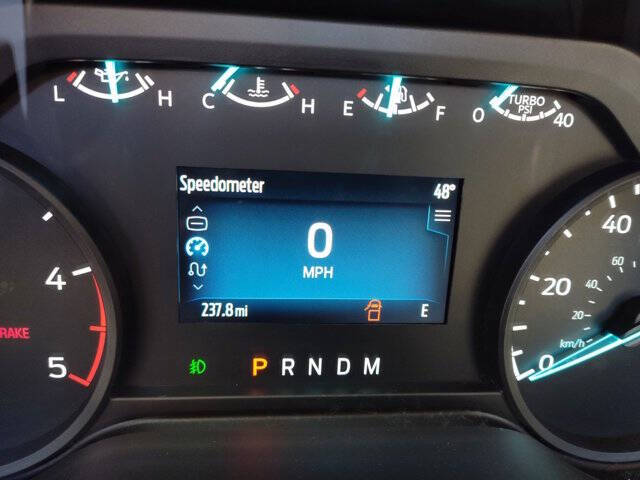 L H C H E F 0 TURBO PSI 40
Speedometer 48°
0
MPH
237.8 mi E
4
5
BRAKE
P R N D M
40
20
0
60
40
20
km/h